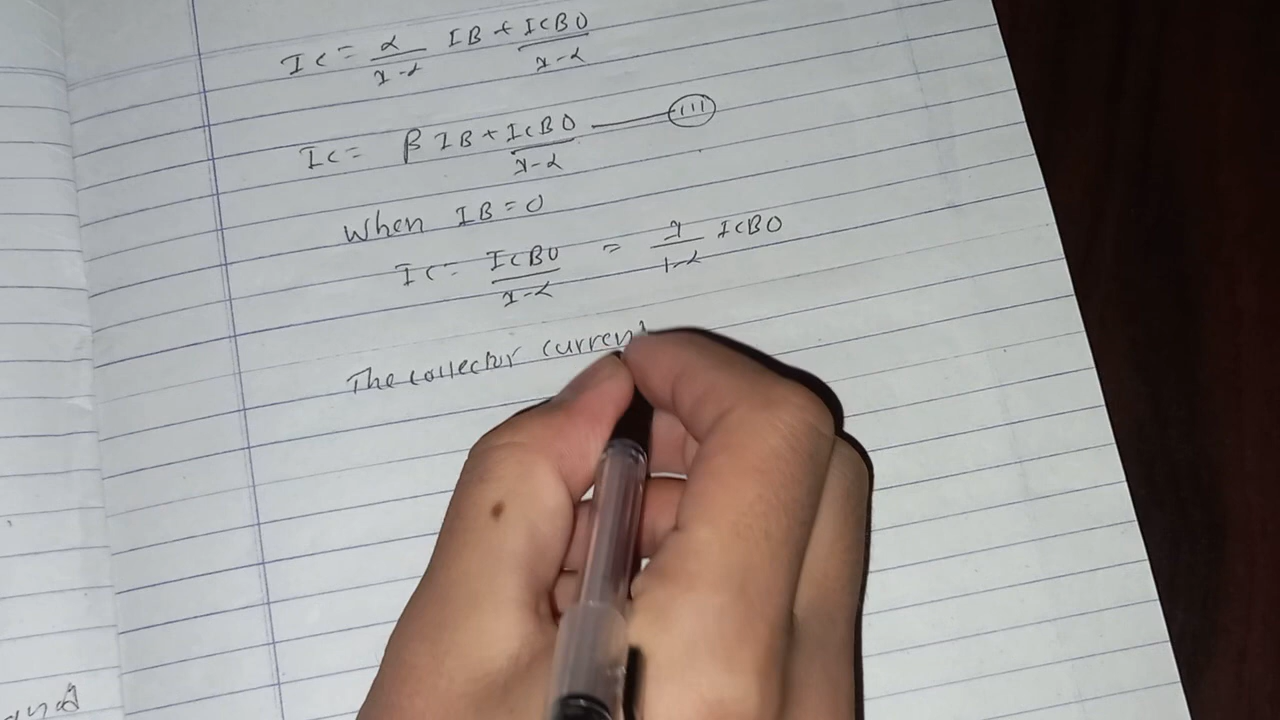 IC = α/1-α IB + ICBO/1-α
IC = β IB + ICBO/1-α (III)
When IB = 0
IC = ICBO/1-α = 1/1-α ICBO
The collector current